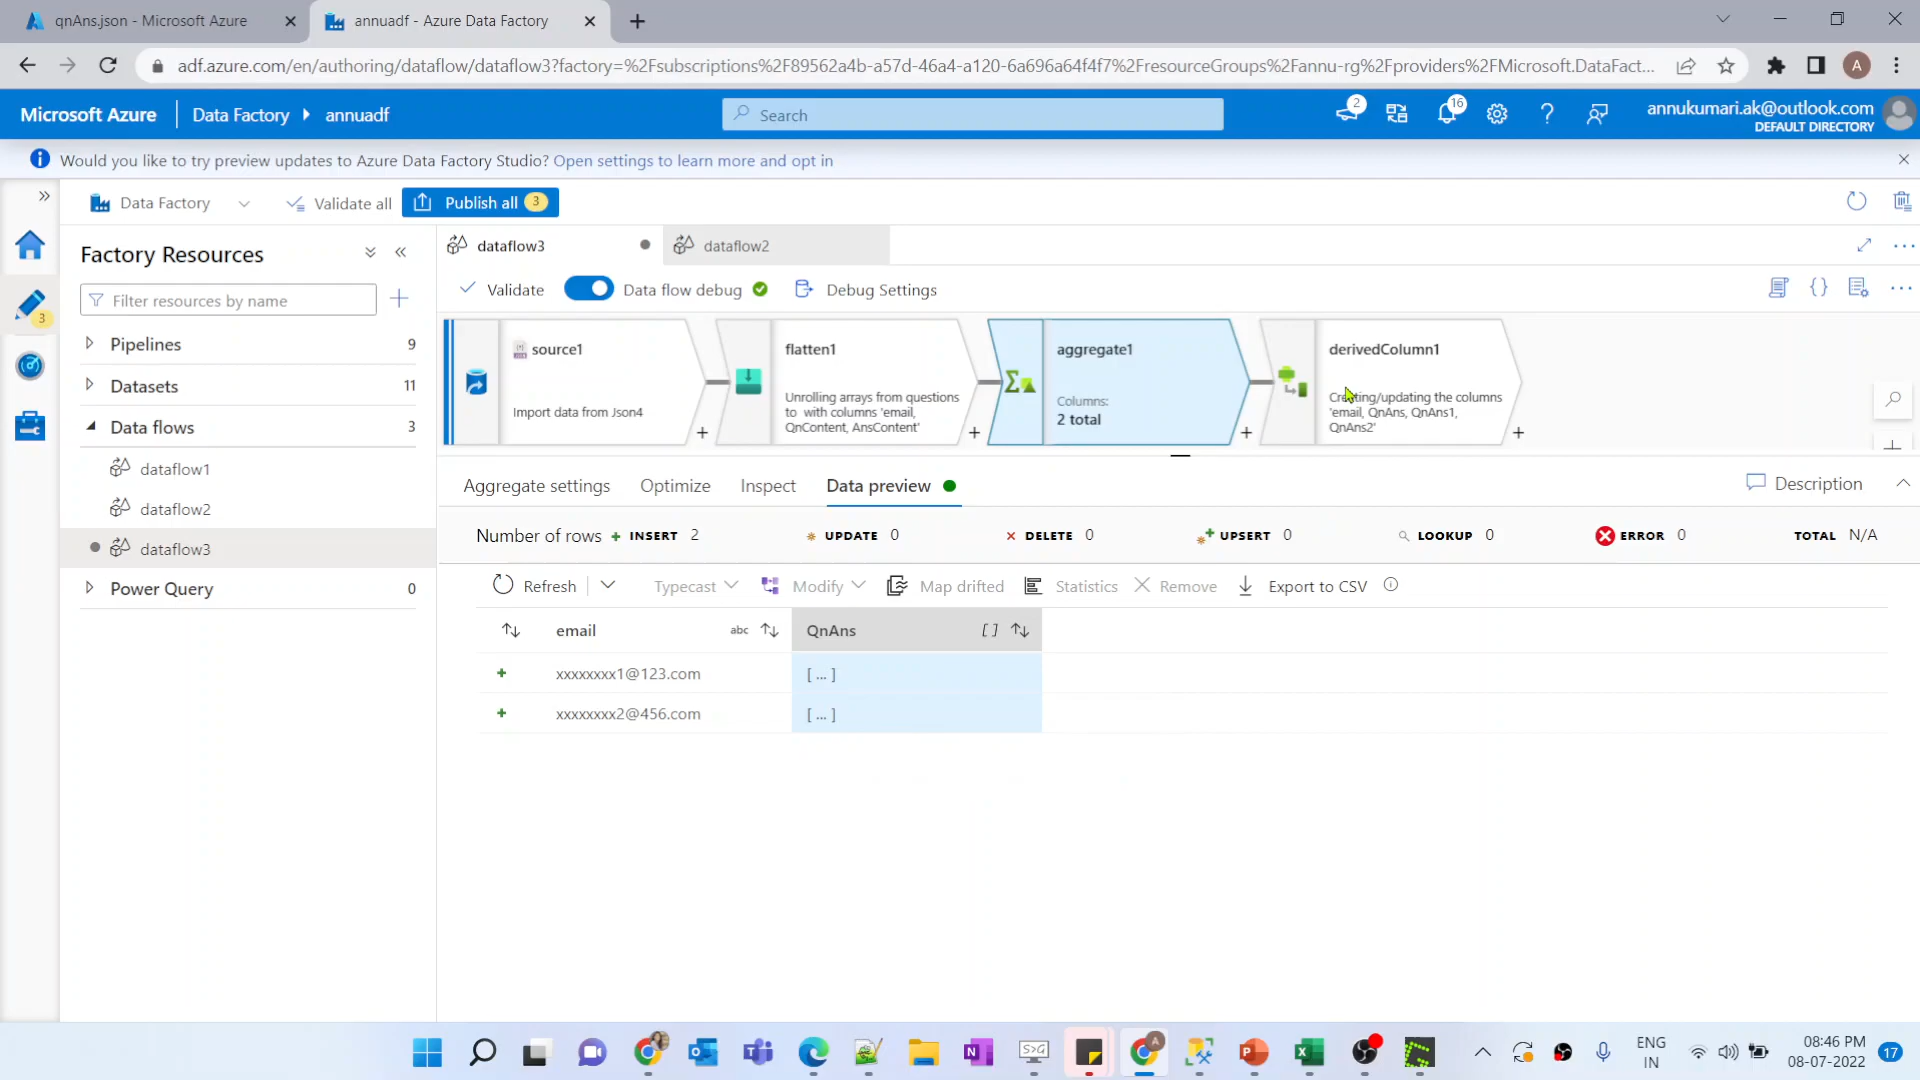 qnAns.json - Microsoft Azure
annuadf - Azure Data Factory
adf.azure.com/en/authoring/dataflow/dataflow3?factory=%2Fsubscriptions%2F89562a4b-a57d-46a4-a120-6a696a64f4f7%2FresourceGroups%2Fannu-rg%2Fproviders%2FMicrosoft.DataFact...
A
Microsoft Azure
Data Factory
annuadf
Search
2
16
annukumari.ak@outlook.com
DEFAULT DIRECTORY
Would you like to try preview updates to Azure Data Factory Studio? Open settings to learn more and opt in
Data Factory
Validate all
Publish all 3
Factory Resources
Filter resources by name
3
Pipelines 9
Datasets 11
Data flows 3
dataflow1
dataflow2
dataflow3
Power Query 0
dataflow3
dataflow2
Validate
Data flow debug
Debug Settings
source1
Import data from Json4
flatten1
Unrolling arrays from questions
to with columns 'email,
QnContent, AnsContent'
aggregate1
Columns:
2 total
derivedColumn1
Creating/updating the columns
'email, QnAns, QnAns1,
QnAns2'
Aggregate settings
Optimize
Inspect
Data preview
Description
Number of rows
INSERT 2
UPDATE 0
DELETE 0
UPSERT 0
LOOKUP 0
ERROR 0
TOTAL N/A
Refresh
Typecast
Modify
Map drifted
Statistics
Remove
Export to CSV
email abc
QnAns []
xxxxxxxx1@123.com [ ... ]
xxxxxxxx2@456.com [ ... ]
S>G
A
ENG
IN
08:46 PM
08-07-2022
17